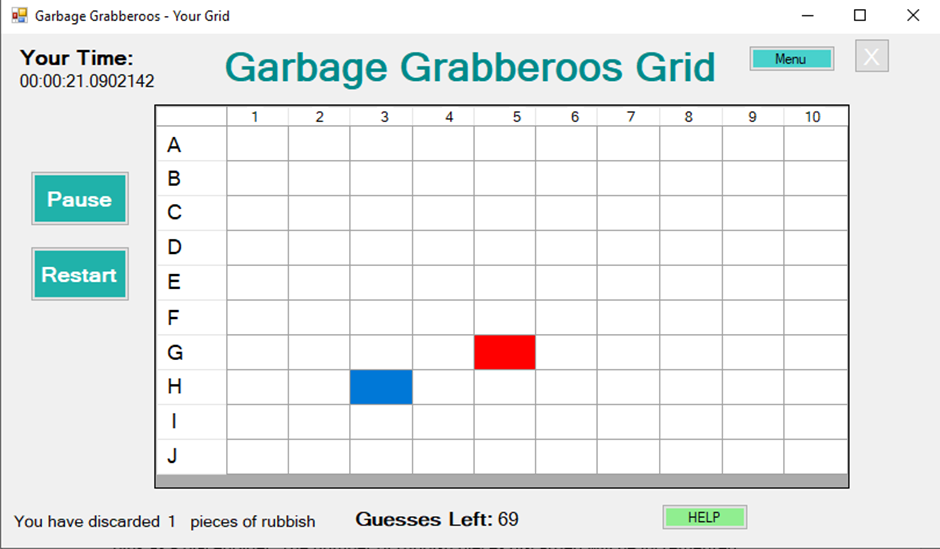 Garbage Grabberoos - Your Grid
Your Time:
00:00:21.0902142
Garbage Grabberoos Grid
Menu
X
1 2 3 4 5 6 7 8 9 10
A
B
Pause
C
D
Restart
E
F
G
H
I
J
You have discarded 1 pieces of rubbish
Guesses Left: 69
HELP